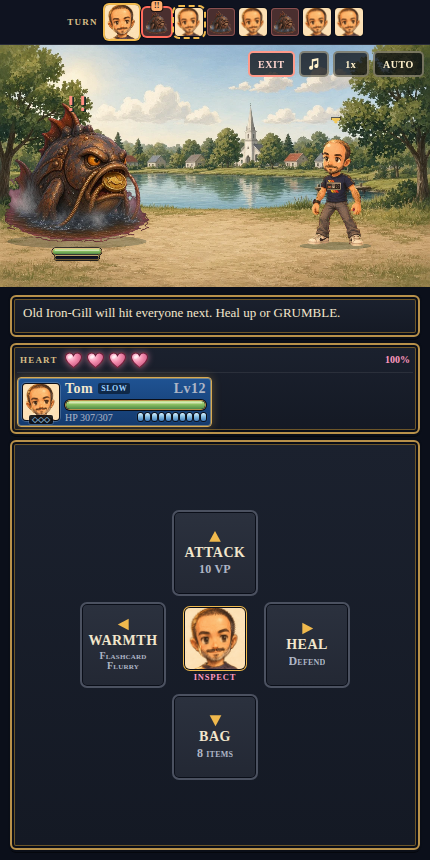 TURN
!!
EXIT
1x
AUTO
!!
Old Iron-Gill will hit everyone next. Heal up or GRUMBLE.
HEART
100%
Tom SLOW Lv12
HP 307/307
ATTACK
10 VP
WARMTH
Flashcard
Flurry
HEAL
Defend
INSPECT
BAG
8 items